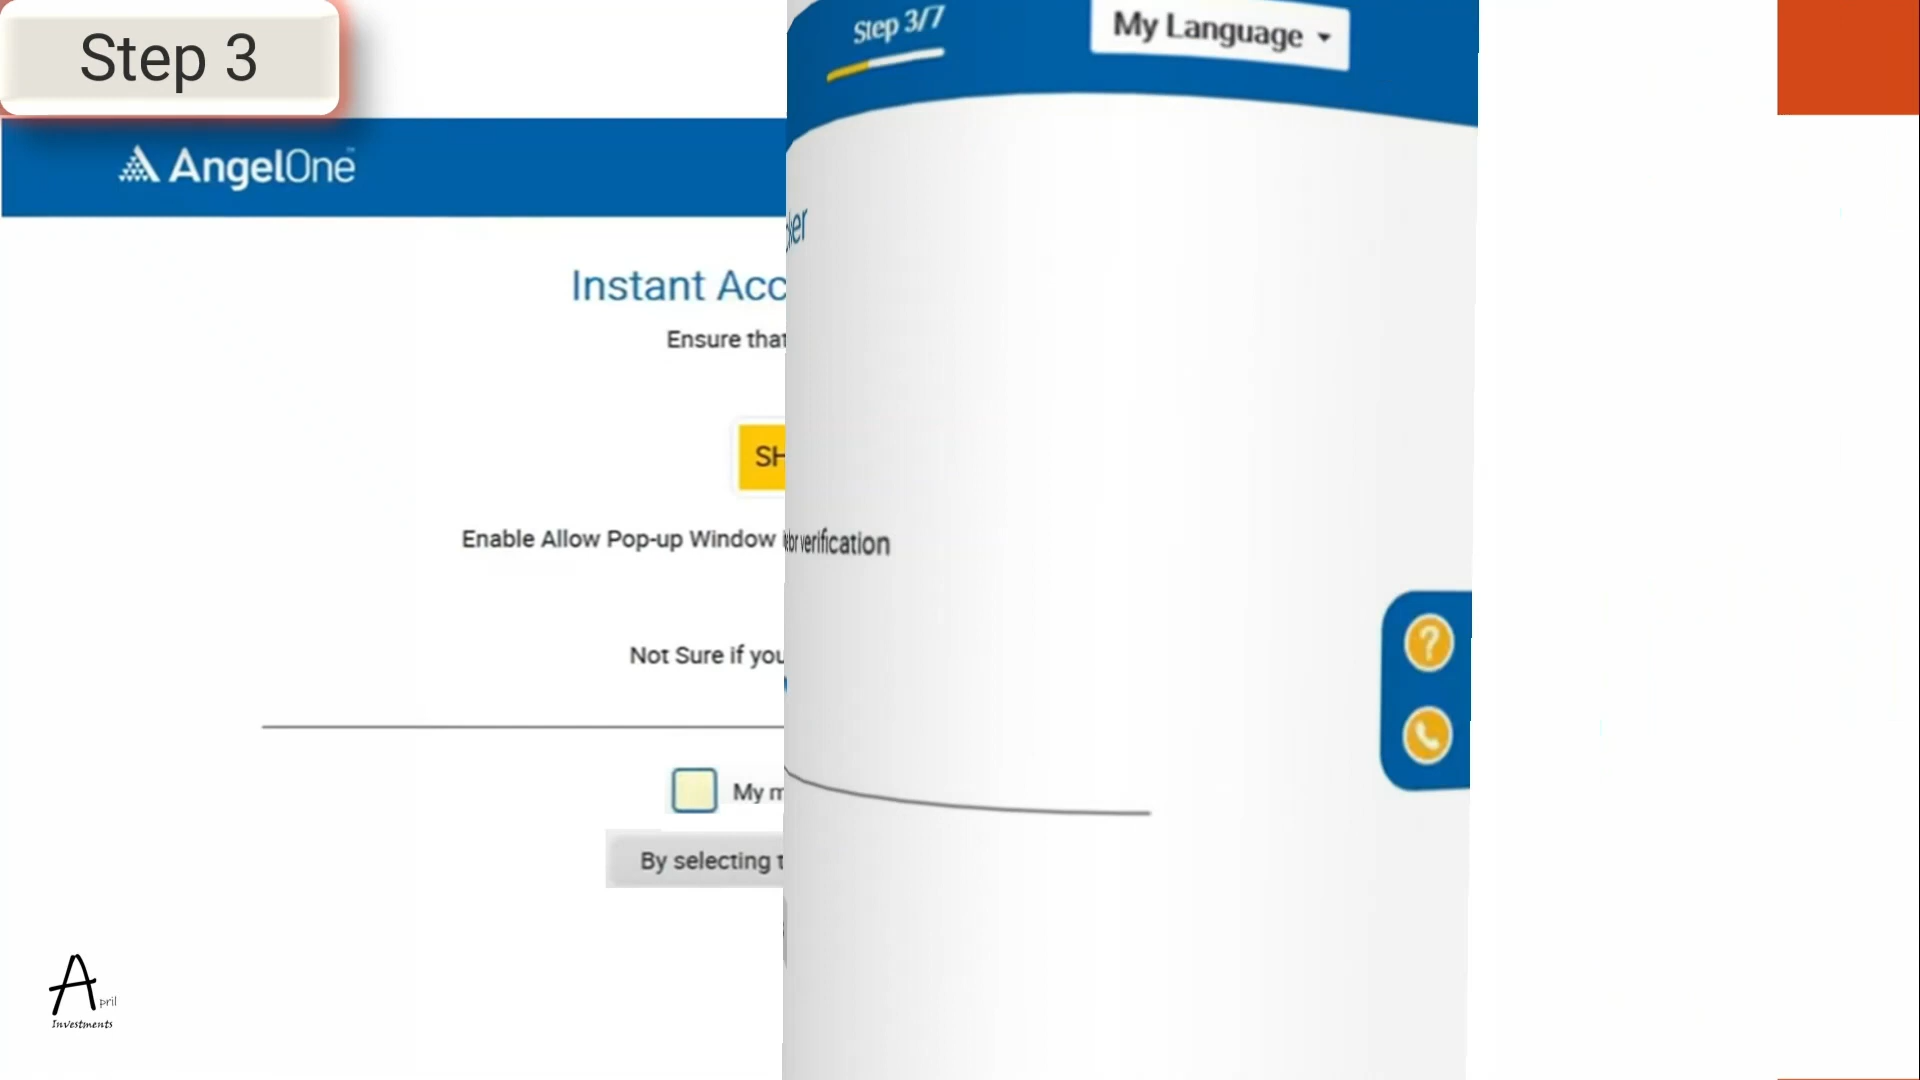 Step 3
Step 3/7
My Language
AngelOne
Instant Acc
Ensure that
SH
Enable Allow Pop-up Window
verification
Not Sure if you
My m
By selecting t
April
Investments